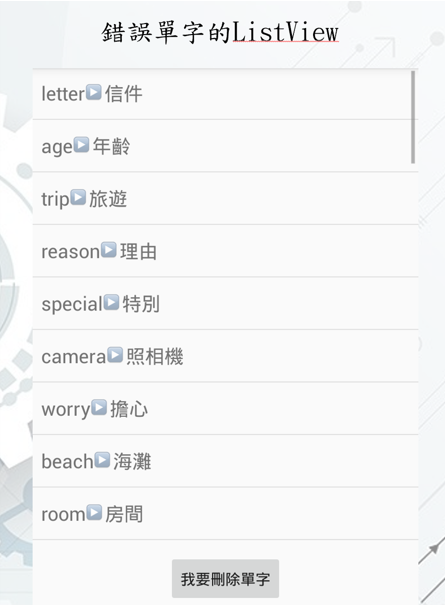 錯誤單字的ListView
letter▶信件
age▶年齡
trip▶旅遊
reason▶理由
special▶特別
camera▶照相機
worry▶擔心
beach▶海灘
room▶房間
我要刪除單字